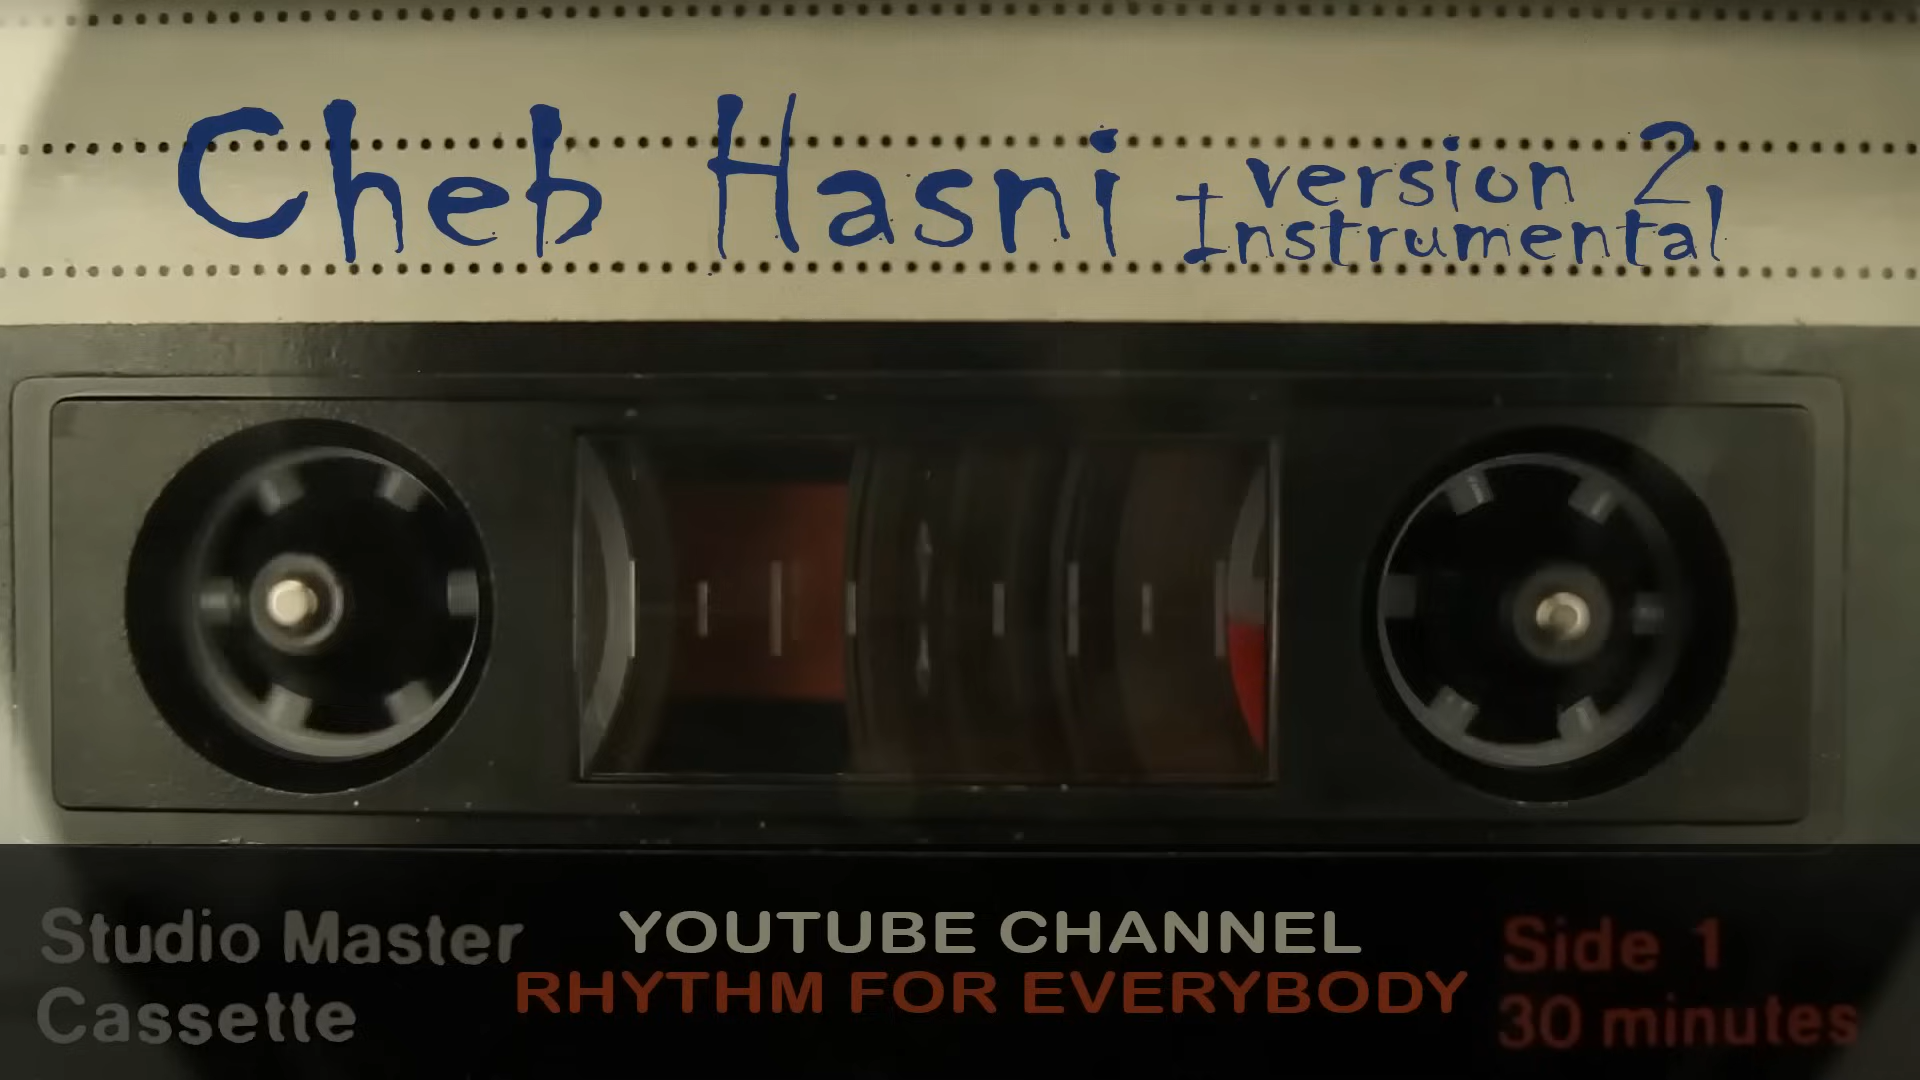 Cheb Hasni version 2
Instrumental
Studio Master
Cassette
YOUTUBE CHANNEL
RHYTHM FOR EVERYBODY
Side 1
30 minutes